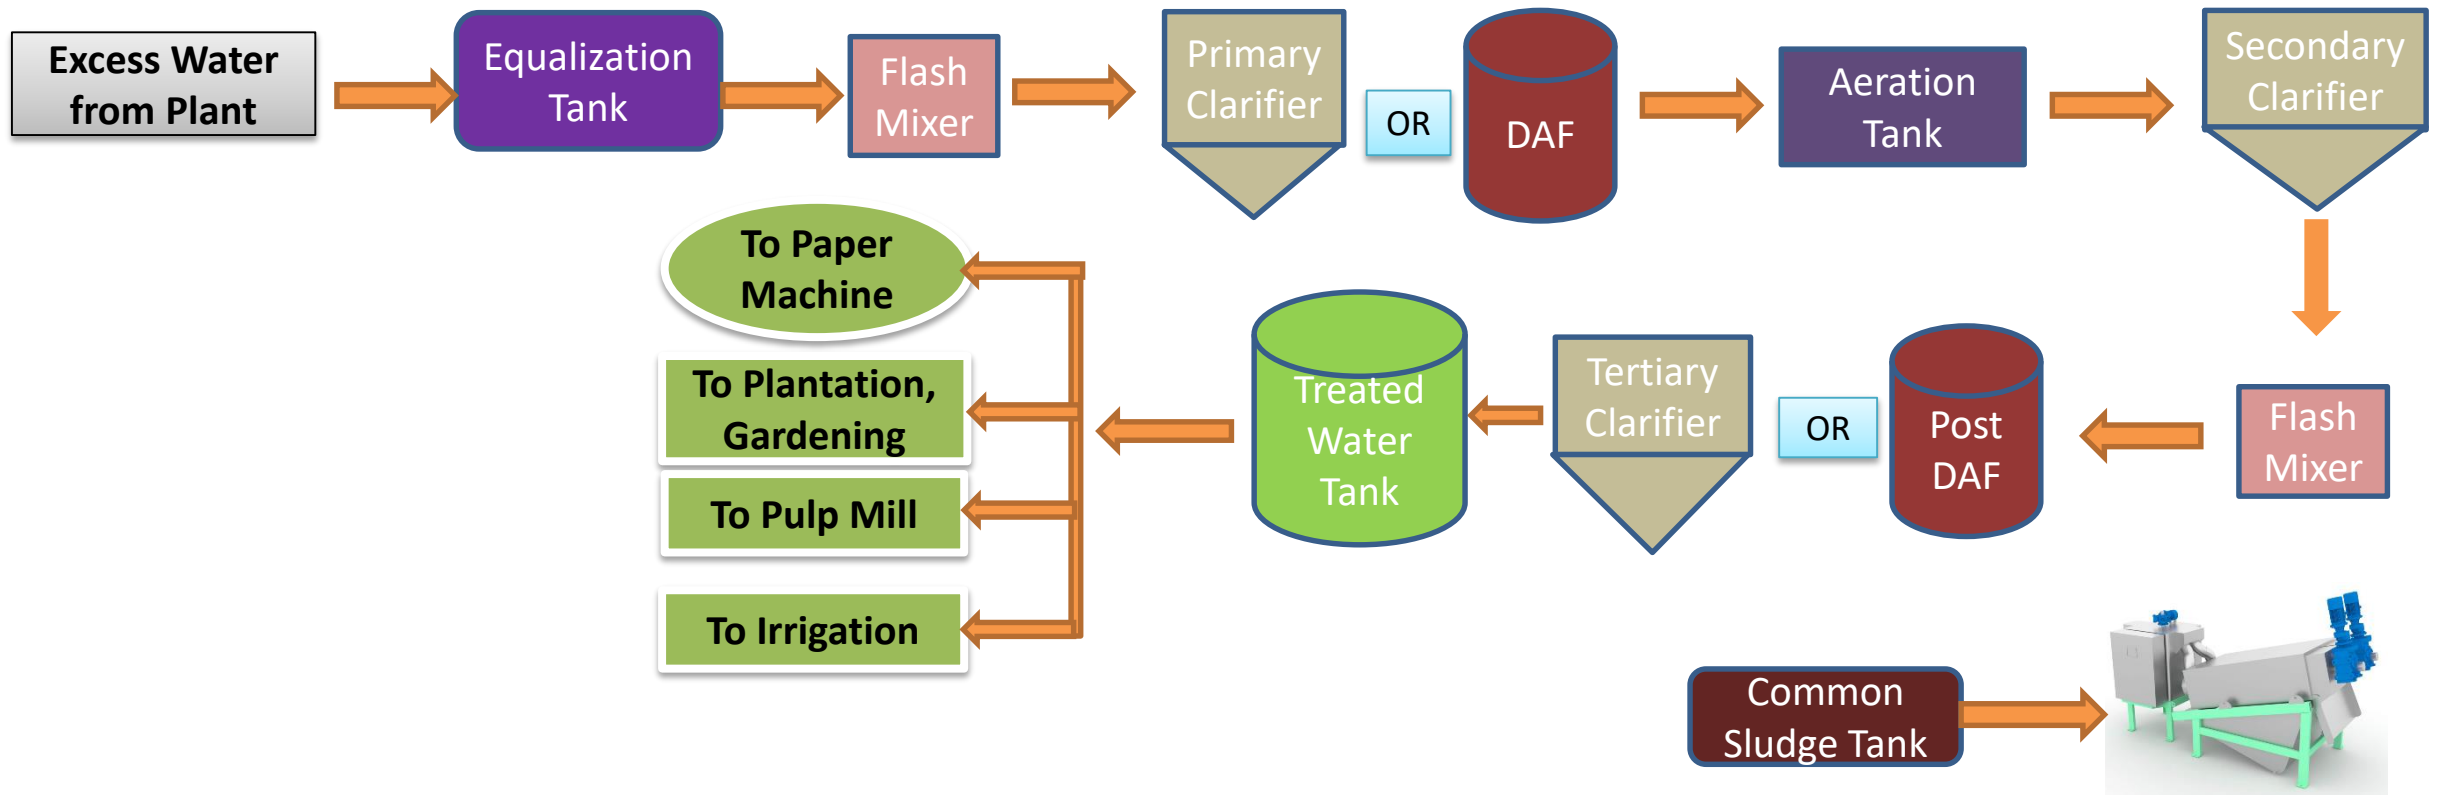 Excess Water
from Plant
Equalization
Tank
Flash
Mixer
Primary
Clarifier
OR
DAF
Aeration
Tank
Secondary
Clarifier
To Paper
Machine
To Plantation,
Gardening
To Pulp Mill
To Irrigation
Treated
Water
Tank
Tertiary
Clarifier
OR
Post
DAF
Flash
Mixer
Common
Sludge Tank